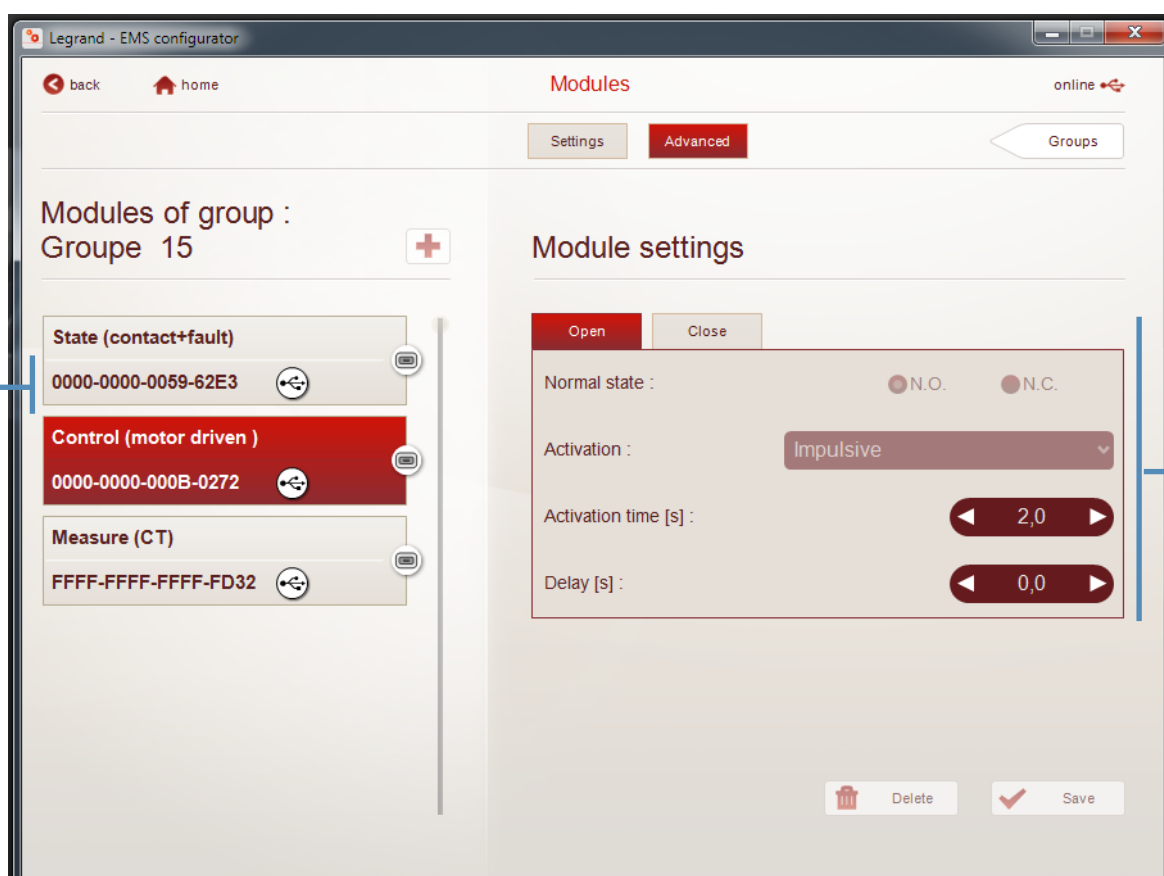 Legrand - EMS configurator
back home Modules online
Settings Advanced Groups
Modules of group :
Groupe 15
Module settings
State (contact+fault)
0000-0000-0059-62E3
Control (motor driven )
0000-0000-000B-0272
Measure (CT)
FFFF-FFFF-FFFF-FD32
Open Close
Normal state : N.O. N.C.
Activation : Impulsive
Activation time [s] : 2,0
Delay [s] : 0,0
Delete Save